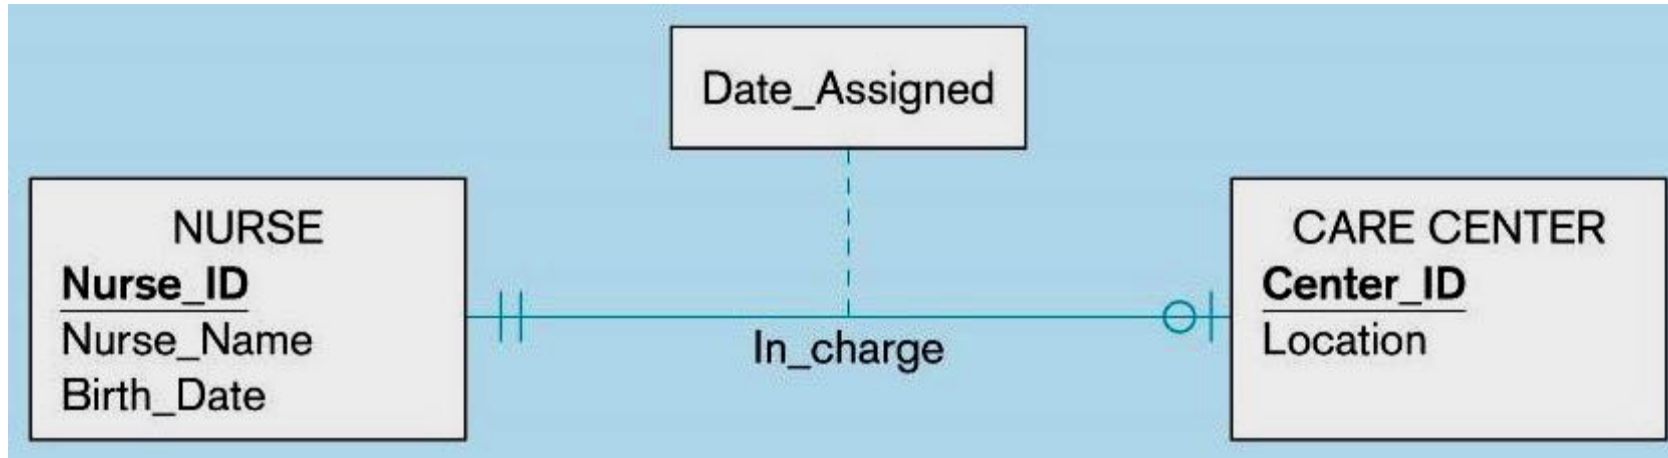 Date_Assigned
NURSE
Nurse_ID
Nurse_Name
Birth_Date
In_charge
CARE CENTER
Center_ID
Location